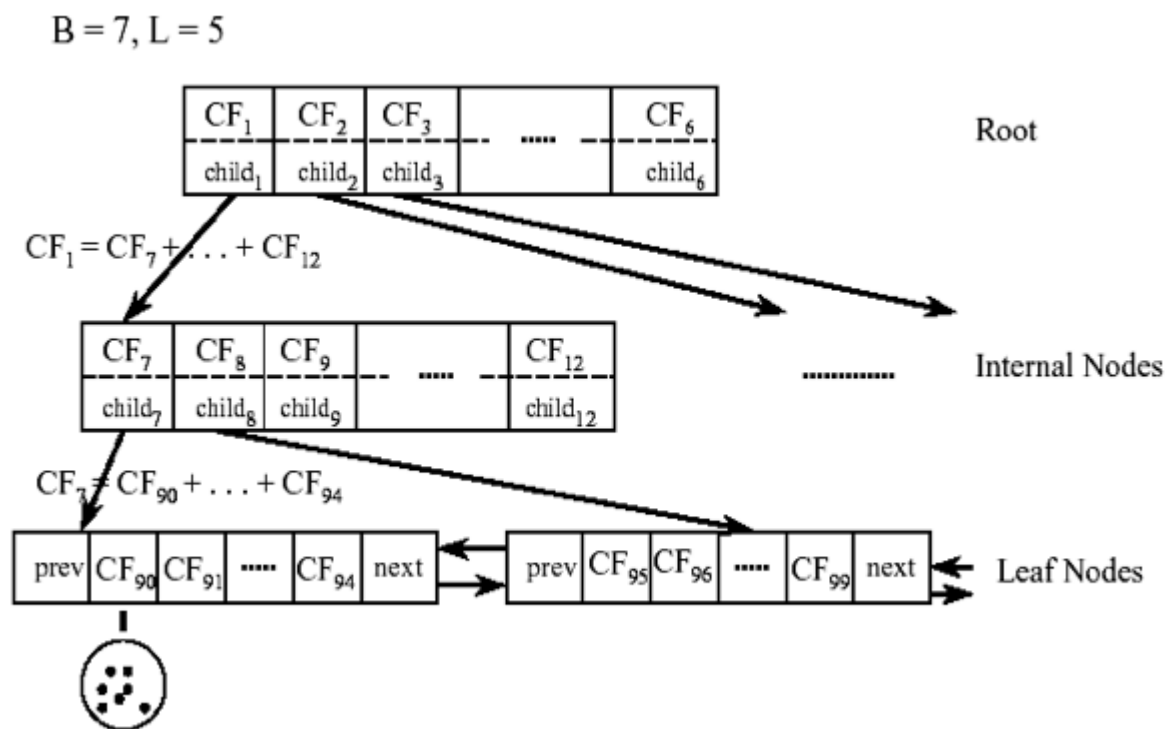 B = 7, L = 5
CF1 CF2 CF3 ..... CF6
child1 child2 child3 child6
Root
CF1 = CF7 + . . . + CF12
CF7 CF8 CF9 ..... CF12
child7 child8 child9 child12
.............
Internal Nodes
CF7 = CF90 + . . . + CF94
prev CF90 CF91 ..... CF94 next
prev CF95 CF96 ..... CF99 next
Leaf Nodes